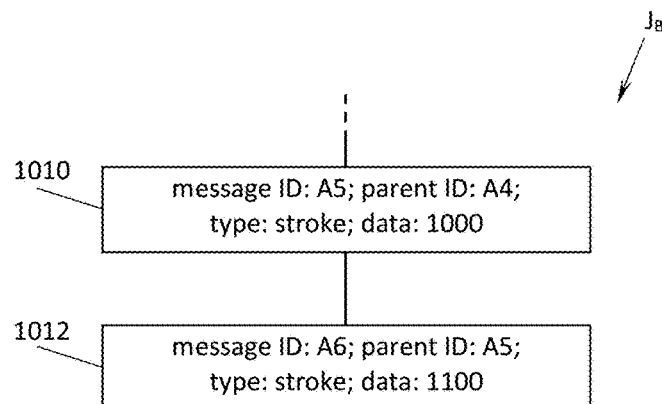 J_B
1010
message ID: A5; parent ID: A4;
type: stroke; data: 1000
1012
message ID: A6; parent ID: A5;
type: stroke; data: 1100